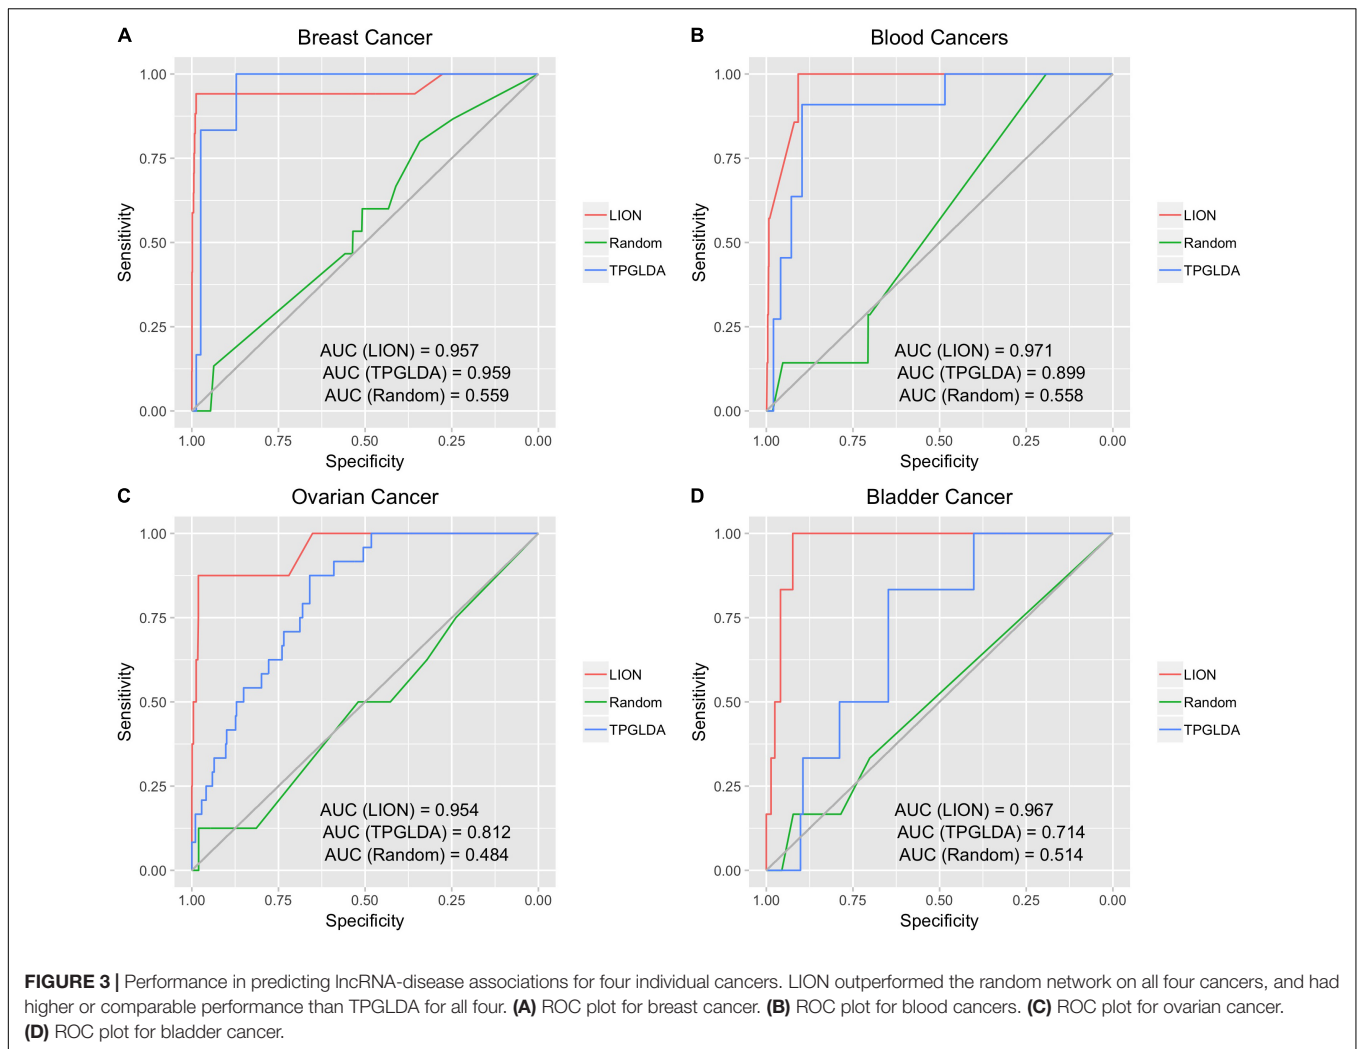 A
Breast Cancer
1.00
0.75
0.50
0.25
0.00
Sensitivity
1.00 0.75 0.50 0.25 0.00
Specificity
AUC (LION) = 0.957
AUC (TPGLDA) = 0.959
AUC (Random) = 0.559
LION
Random
TPGLDA
B
Blood Cancers
1.00
0.75
0.50
0.25
0.00
Sensitivity
1.00 0.75 0.50 0.25 0.00
Specificity
AUC (LION) = 0.971
AUC (TPGLDA) = 0.899
AUC (Random) = 0.558
LION
Random
TPGLDA
C
Ovarian Cancer
1.00
0.75
0.50
0.25
0.00
Sensitivity
1.00 0.75 0.50 0.25 0.00
Specificity
AUC (LION) = 0.954
AUC (TPGLDA) = 0.812
AUC (Random) = 0.484
LION
Random
TPGLDA
D
Bladder Cancer
1.00
0.75
0.50
0.25
0.00
Sensitivity
1.00 0.75 0.50 0.25 0.00
Specificity
AUC (LION) = 0.967
AUC (TPGLDA) = 0.714
AUC (Random) = 0.514
LION
Random
TPGLDA
FIGURE 3 | Performance in predicting lncRNA-disease associations for four individual cancers. LION outperformed the random network on all four cancers, and had
higher or comparable performance than TPGLDA for all four. (A) ROC plot for breast cancer. (B) ROC plot for blood cancers. (C) ROC plot for ovarian cancer.
(D) ROC plot for bladder cancer.